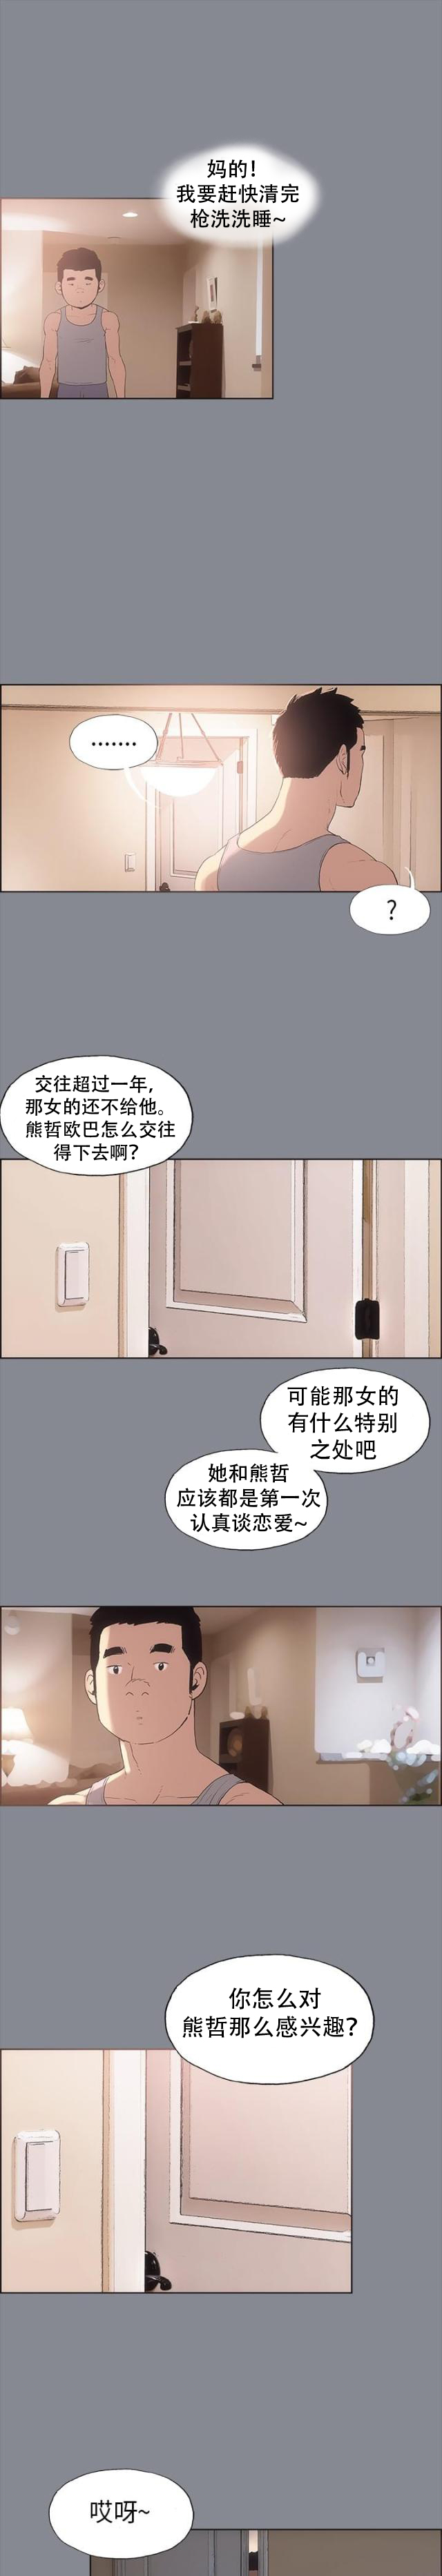 妈的!
我要赶快清完
枪洗洗睡~
.......
?
交往超过一年,
那女的还不给他。
熊哲欧巴怎么交往
得下去啊?
可能那女的
有什么特别
之处吧
她和熊哲
应该都是第一次
认真谈恋爱~
你怎么对
熊哲那么感兴趣?
哎呀~